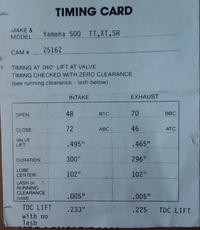 TIMING CARD
MAKE & MODEL Yamaha 500 TT,XT,SR
CAM # 25162
TIMING AT .040" LIFT AT VALVE
TIMING CHECKED WITH ZERO CLEARANCE
(see running clearance - lash below)
INTAKE EXHAUST
OPEN 48 BTC 70 BBC
CLOSE 72 ABC 46 ATC
VALVE LIFT .495" .465"
DURATION 300° 296°
LOBE CENTER 102° 102°
LASH or RUNNING CLEARANCE .005" .005"
TDC LIFT .233" .225 TDC LIFT
with no
lash